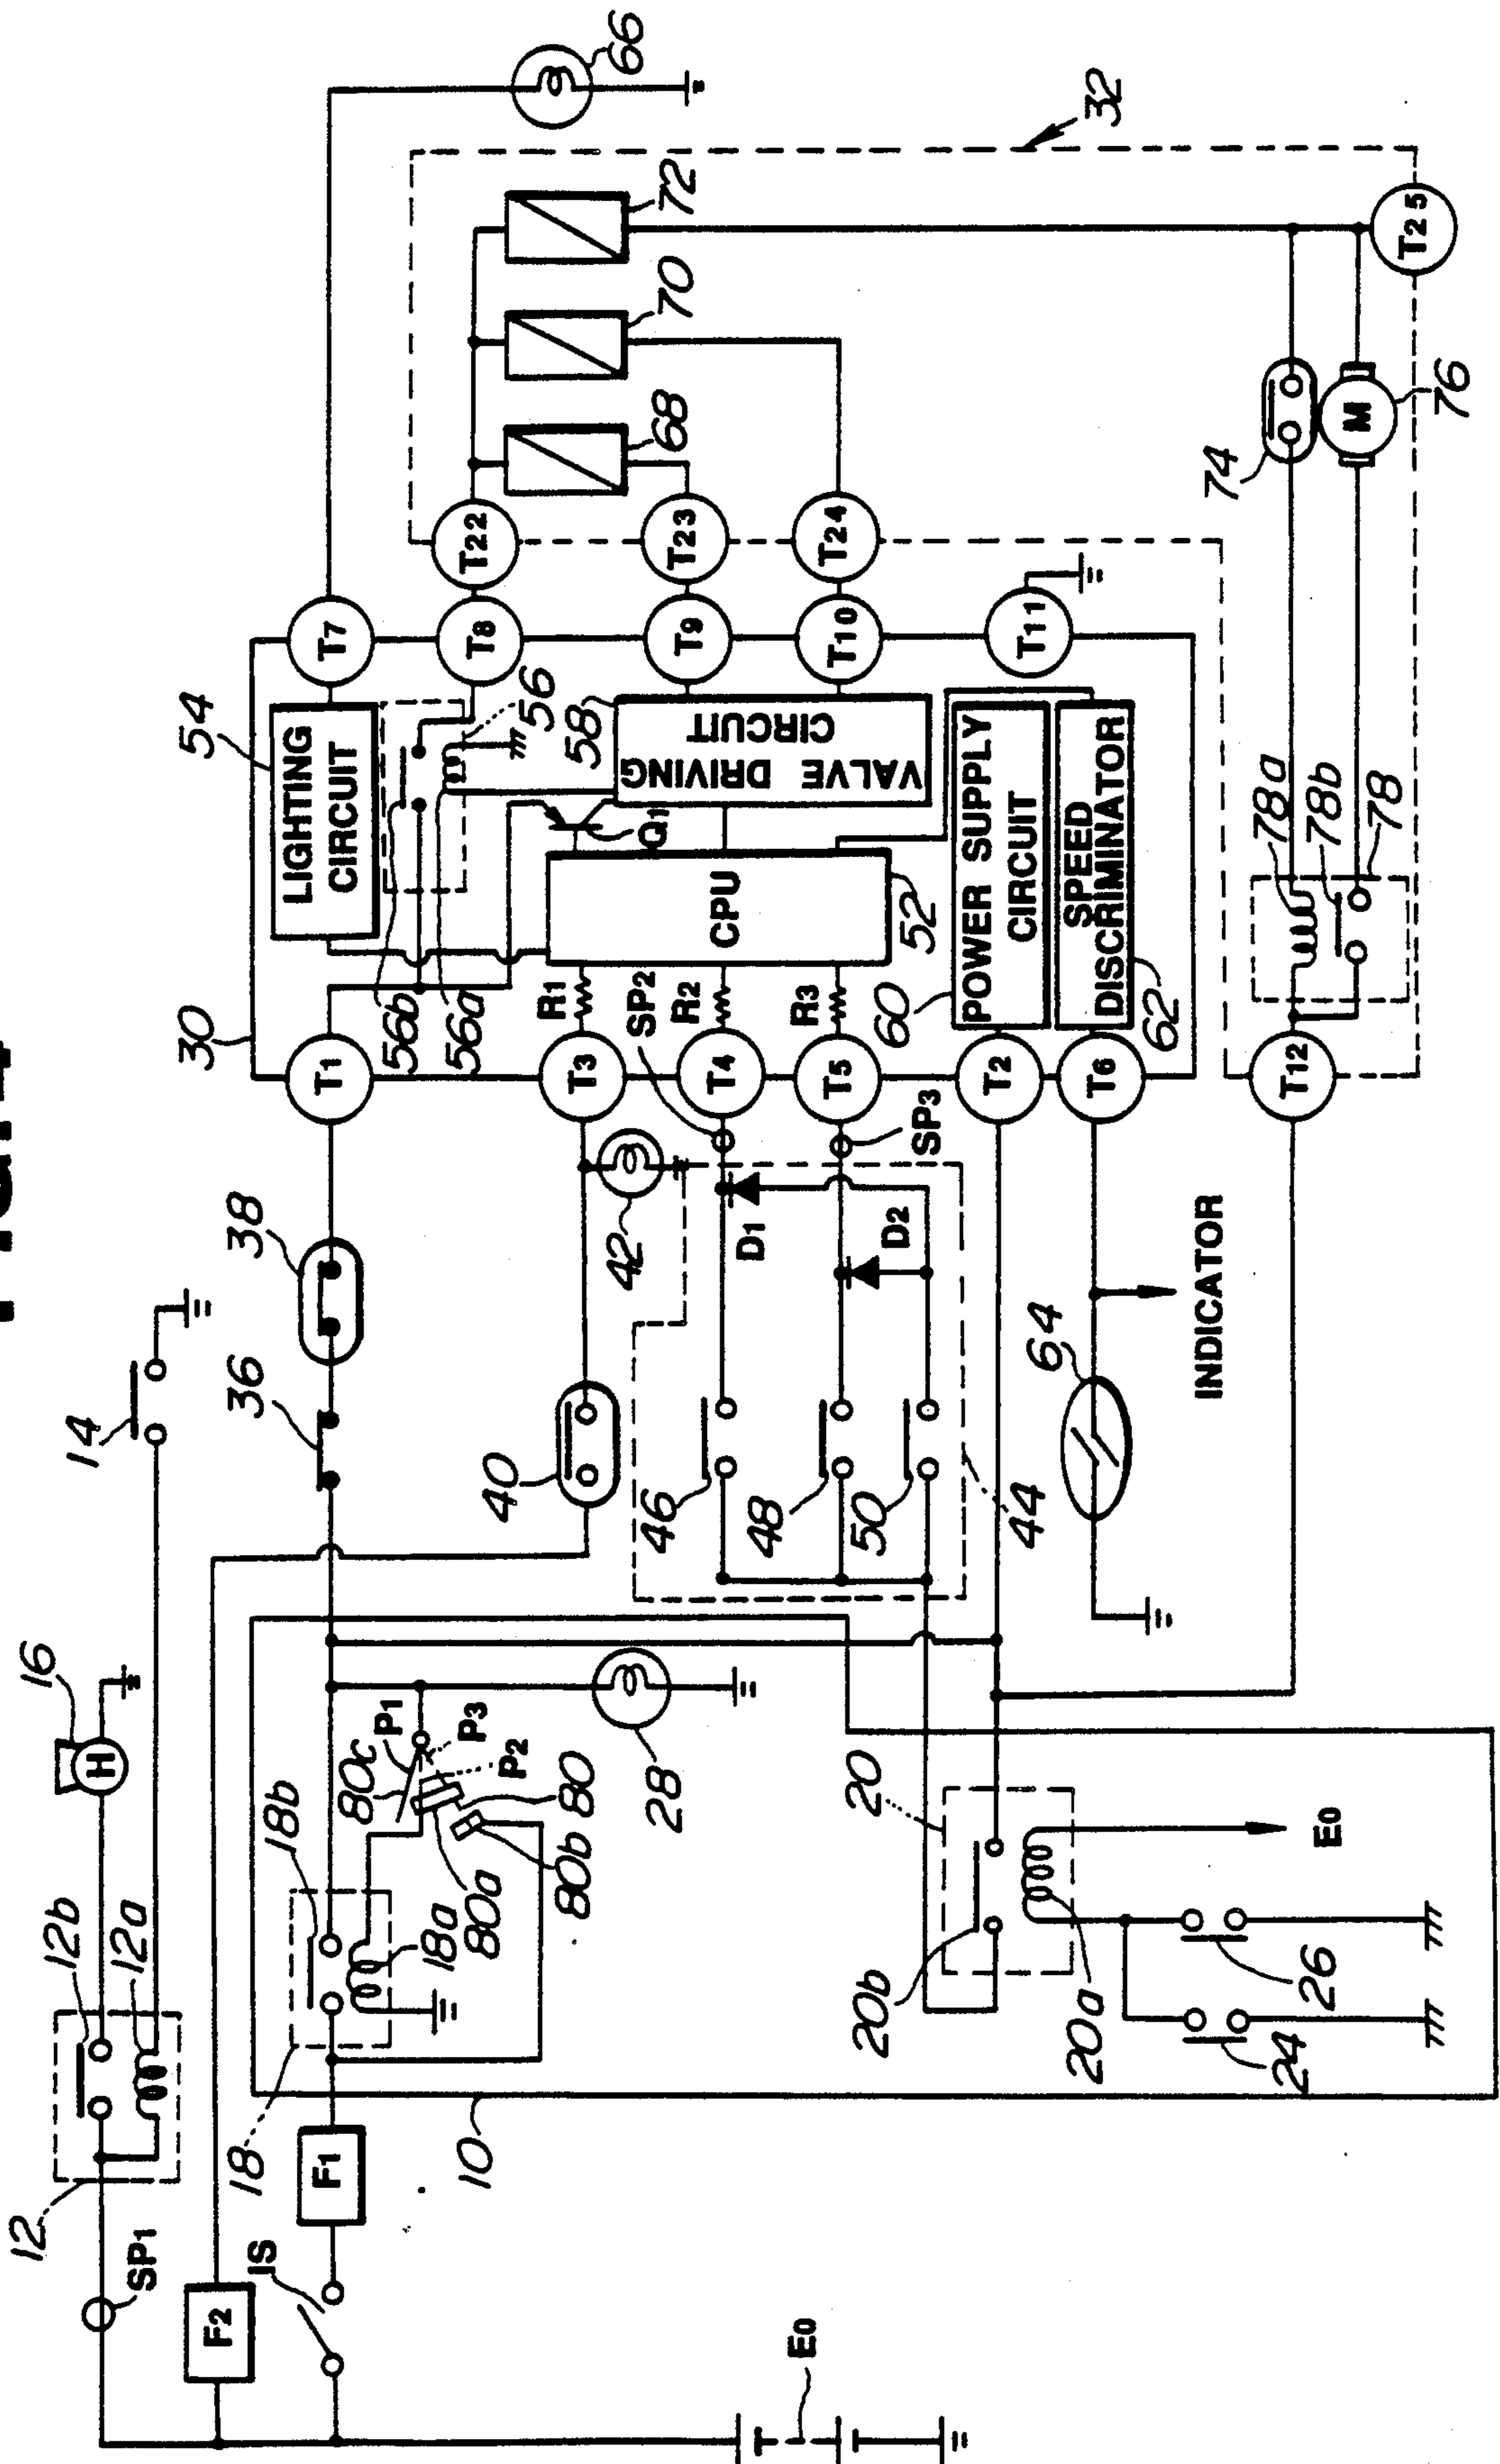 12
12b
12a
16
H
14
SP1
F2
IS
F1
18
18b
18a
80c
P1
P3
P2
80
80a
80b
28
10
E0
20
20b
20a
E0
24
26
36
38
40
42
46
48
50
44
D1
D2
SP2
SP3
64
INDICATOR
30
T1
T3
T4
T5
T2
T6
T12
R1
R2
R3
54
LIGHTING
CIRCUIT
56b
56a
56
Q1
CPU
52
58
VALVE DRIVING
CIRCUIT
60
POWER SUPPLY
CIRCUIT
SPEED
DISCRIMINATOR
62
T7
T8
T9
T10
T11
T22
T23
T24
T25
66
68
70
72
32
74
M
76
78a
78b
78